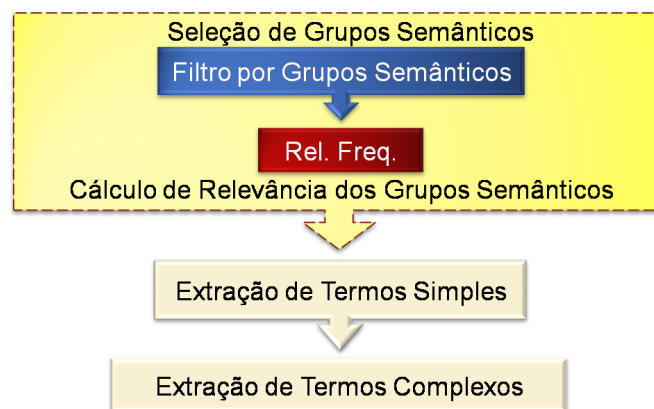 Seleção de Grupos Semânticos
Filtro por Grupos Semânticos
Rel. Freq.
Cálculo de Relevância dos Grupos Semânticos
Extração de Termos Simples
Extração de Termos Complexos